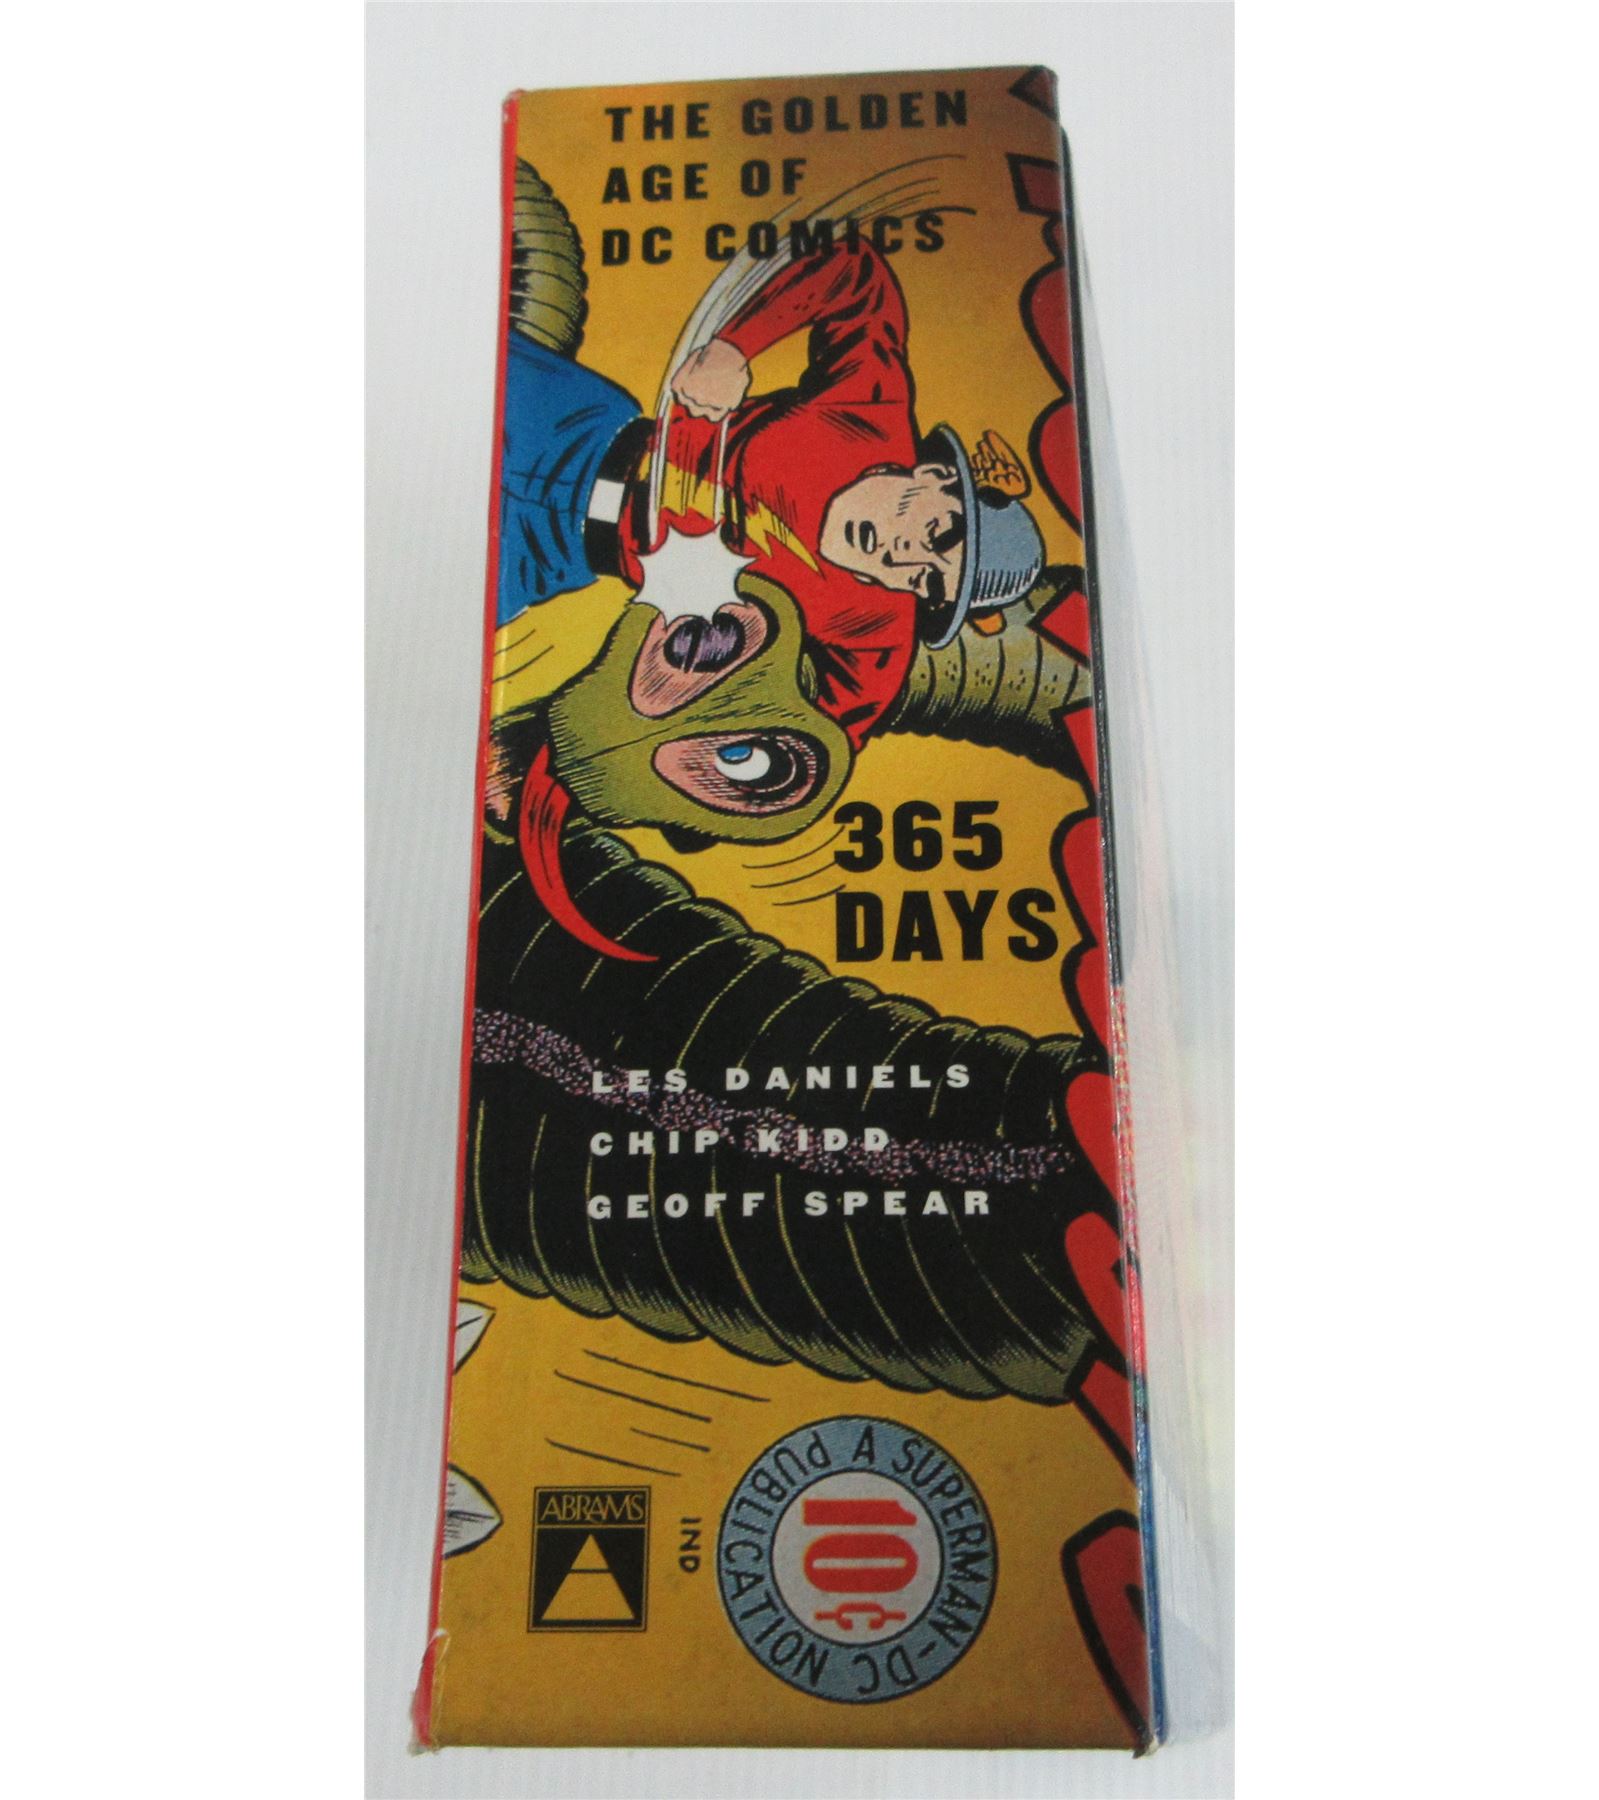 THE GOLDEN
AGE OF
DC COMICS
365
DAYS
LES DANIELS
CHIP KIDD
GEOFF SPEAR
ABRAMS
IND
A SUPERMAN-DC PUBLICATION
10¢